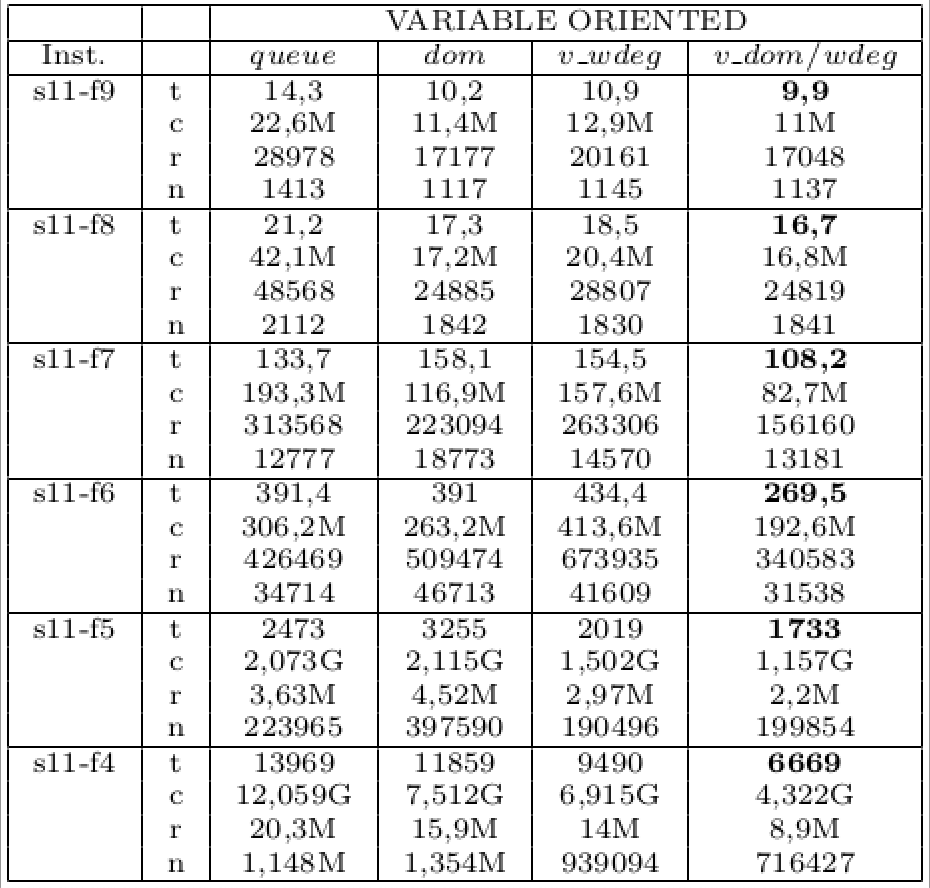 VARIABLE ORIENTED
Inst. queue dom v_wdeg v_dom/wdeg
s11-f9 t 14,3 10,2 10,9 9,9
c 22,6M 11,4M 12,9M 11M
r 28978 17177 20161 17048
n 1413 1117 1145 1137
s11-f8 t 21,2 17,3 18,5 16,7
c 42,1M 17,2M 20,4M 16,8M
r 48568 24885 28807 24819
n 2112 1842 1830 1841
s11-f7 t 133,7 158,1 154,5 108,2
c 193,3M 116,9M 157,6M 82,7M
r 313568 223094 263306 156160
n 12777 18773 14570 13181
s11-f6 t 391,4 391 434,4 269,5
c 306,2M 263,2M 413,6M 192,6M
r 426469 509474 673935 340583
n 34714 46713 41609 31538
s11-f5 t 2473 3255 2019 1733
c 2,073G 2,115G 1,502G 1,157G
r 3,63M 4,52M 2,97M 2,2M
n 223965 397590 190496 199854
s11-f4 t 13969 11859 9490 6669
c 12,059G 7,512G 6,915G 4,322G
r 20,3M 15,9M 14M 8,9M
n 1,148M 1,354M 939094 716427